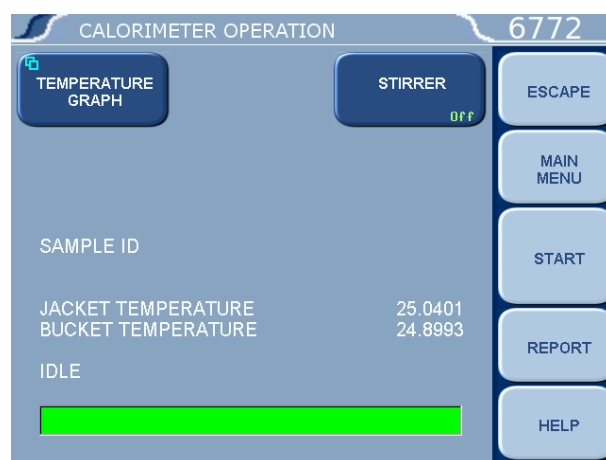 CALORIMETER OPERATION
6772
TEMPERATURE
GRAPH
STIRRER
Off
ESCAPE
MAIN
MENU
SAMPLE ID
START
JACKET TEMPERATURE 25.0401
BUCKET TEMPERATURE 24.8993
REPORT
IDLE
HELP